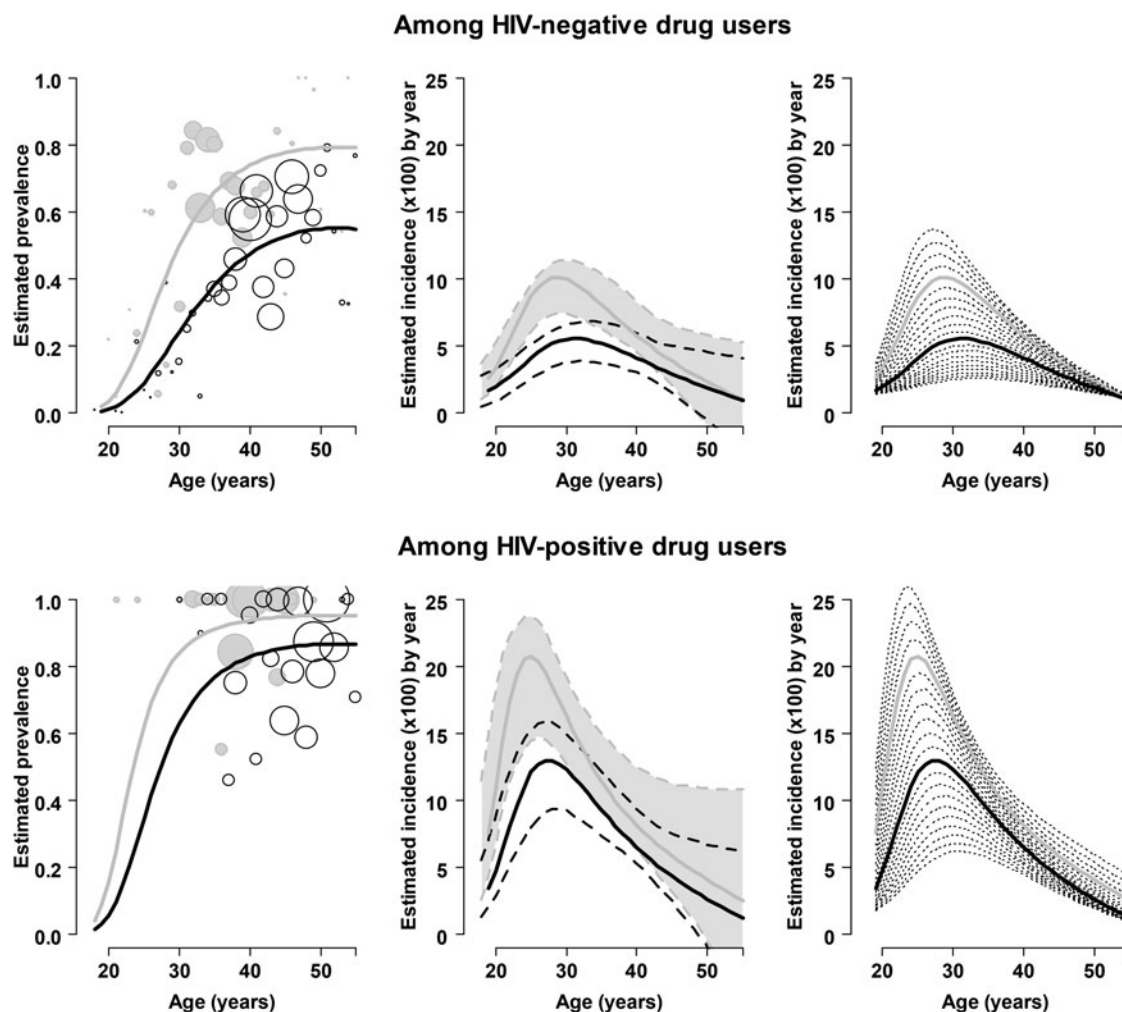 Among HIV-negative drug users
Estimated prevalence
1.0
0.8
0.6
0.4
0.2
0.0
20 30 40 50
Age (years)
Estimated incidence (x100) by year
25
20
15
10
5
0
20 30 40 50
Age (years)
Estimated incidence (x100) by year
25
20
15
10
5
0
20 30 40 50
Age (years)
Among HIV-positive drug users
Estimated prevalence
1.0
0.8
0.6
0.4
0.2
0.0
20 30 40 50
Age (years)
Estimated incidence (x100) by year
25
20
15
10
5
0
20 30 40 50
Age (years)
Estimated incidence (x100) by year
25
20
15
10
5
0
20 30 40 50
Age (years)